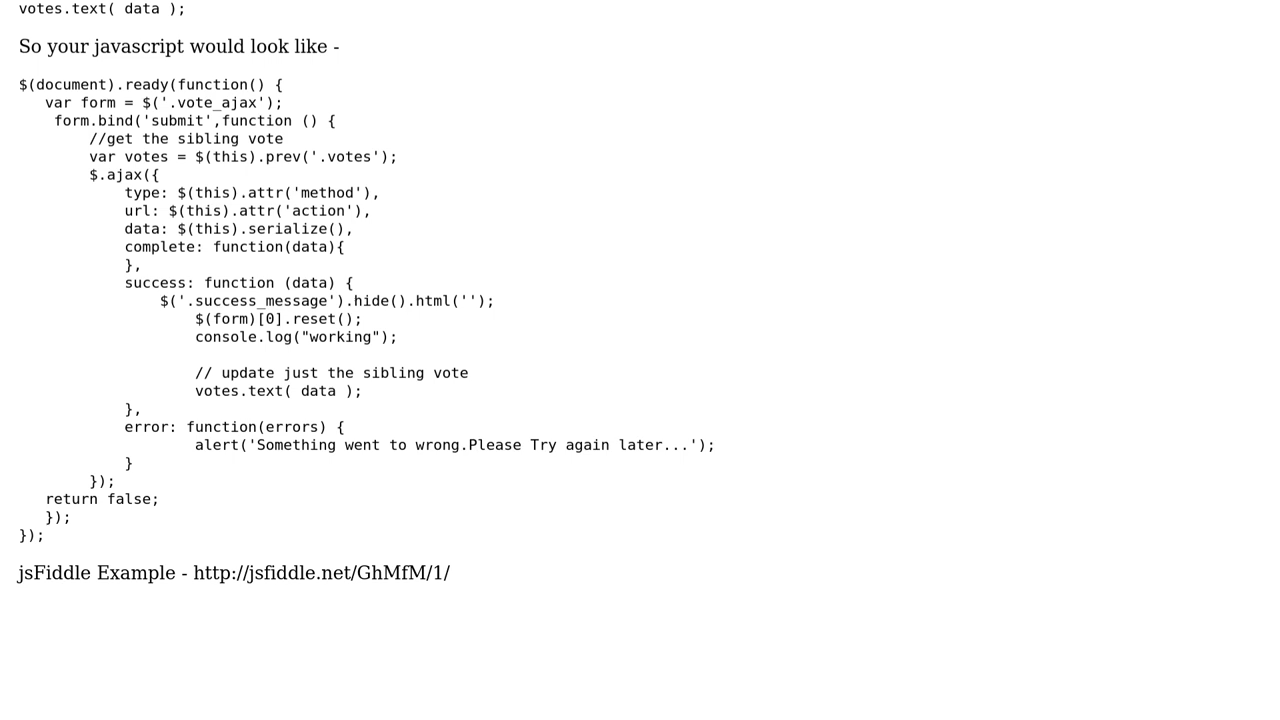 votes.text( data );
So your javascript would look like -
$(document).ready(function() {
   var form = $('.vote_ajax');
    form.bind('submit',function () {
        //get the sibling vote
        var votes = $(this).prev('.votes');
        $.ajax({
            type: $(this).attr('method'),
            url: $(this).attr('action'),
            data: $(this).serialize(),
            complete: function(data){
            },
            success: function (data) {
                $('.success_message').hide().html('');
                    $(form)[0].reset();
                    console.log("working");

                    // update just the sibling vote
                    votes.text( data );
            },
            error: function(errors) {
                    alert('Something went to wrong.Please Try again later...');
            }
        });
   return false;
   });
});
jsFiddle Example - http://jsfiddle.net/GhMfM/1/